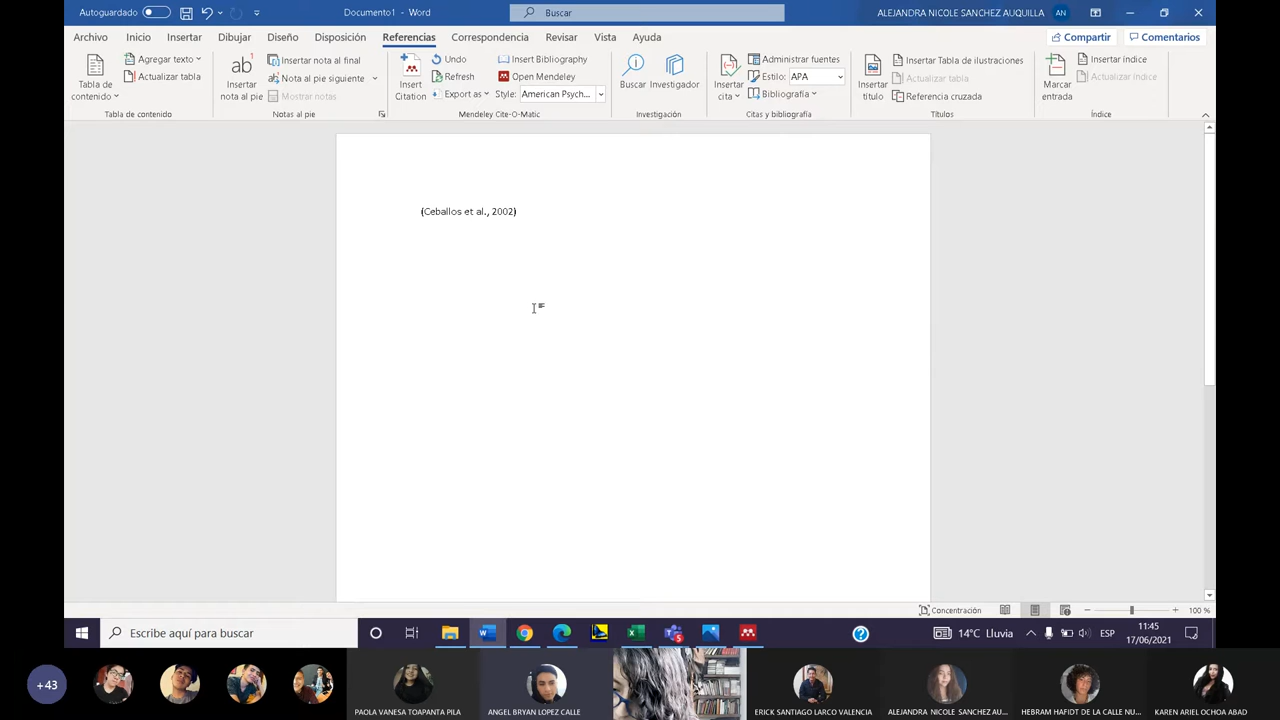 Autoguardado
Documento1 - Word
Buscar
ALEJANDRA NICOLE SANCHEZ AUQUILLA
AN
Archivo Inicio Insertar Dibujar Diseño Disposición Referencias Correspondencia Revisar Vista Ayuda
Compartir
Comentarios
Tabla de contenido
Agregar texto
Actualizar tabla
Tabla de contenido
ab
Insertar nota al pie
Insertar nota al final
Nota al pie siguiente
Mostrar notas
Notas al pie
Insert Citation
Undo
Refresh
Export as
Insert Bibliography
Open Mendeley
Style: American Psych...
Mendeley Cite-O-Matic
Buscar
Investigador
Investigación
Insertar cita
Administrar fuentes
Estilo: APA
Bibliografía
Citas y bibliografía
Insertar título
Insertar Tabla de ilustraciones
Actualizar tabla
Referencia cruzada
Títulos
Marcar entrada
Insertar índice
Actualizar índice
Índice
(Ceballos et al., 2002)
Concentración
100 %
Escribe aquí para buscar
14°C Lluvia
ESP
11:45
17/06/2021
+43
PAOLA VANESA TOAPANTA PILA
ANGEL BRYAN LOPEZ CALLE
ERICK SANTIAGO LARCO VALENCIA
ALEJANDRA NICOLE SANCHEZ AU...
HEBRAM HAFIDT DE LA CALLE NU...
KAREN ARIEL OCHOA ABAD